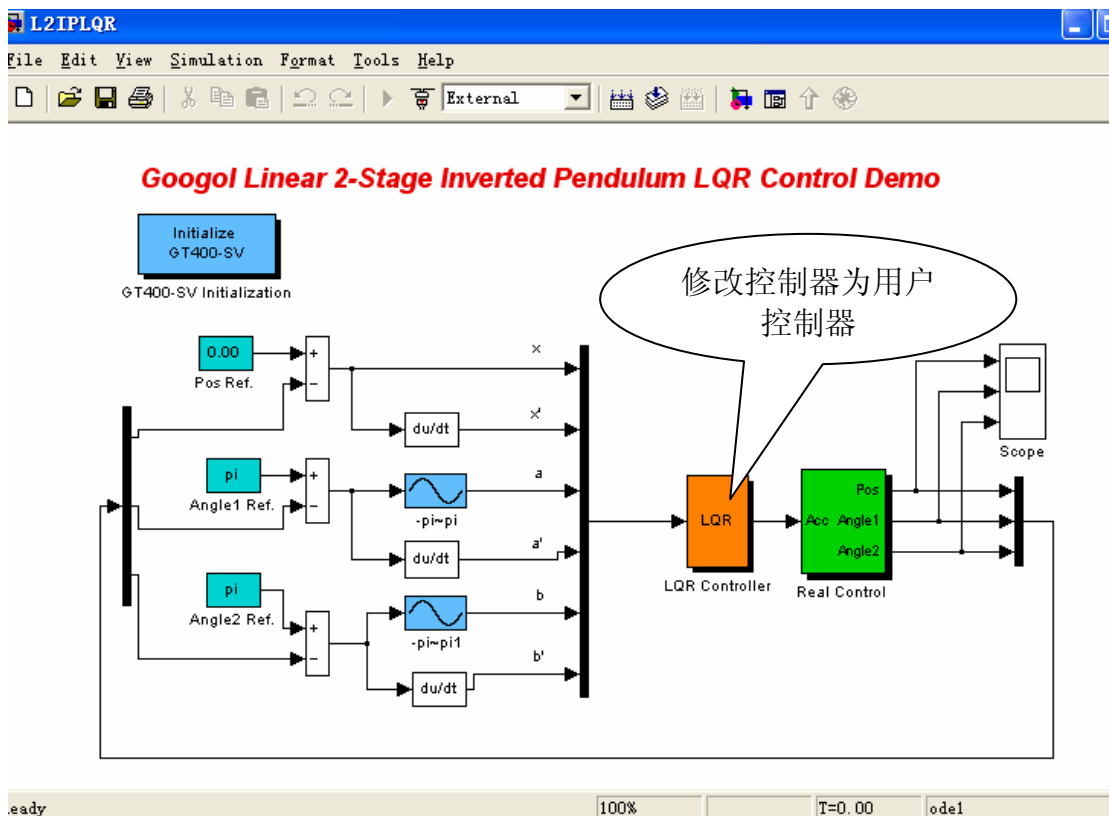 L2IPLQR
File Edit View Simulation Format Tools Help
External
Googol Linear 2-Stage Inverted Pendulum LQR Control Demo
Initialize
GT400-SV
GT400-SV Initialization
修改控制器为用户
控制器
0.00
+
−
Pos Ref.
x
du/dt
x'
pi
+
−
Angle1 Ref.
-pi~pi
a
du/dt
a'
pi
+
−
Angle2 Ref.
-pi~pi1
b
du/dt
b'
LQR
LQR Controller
Pos
Acc Angle1
Angle2
Real Control
Scope
eady
100%
T=0.00
ode1